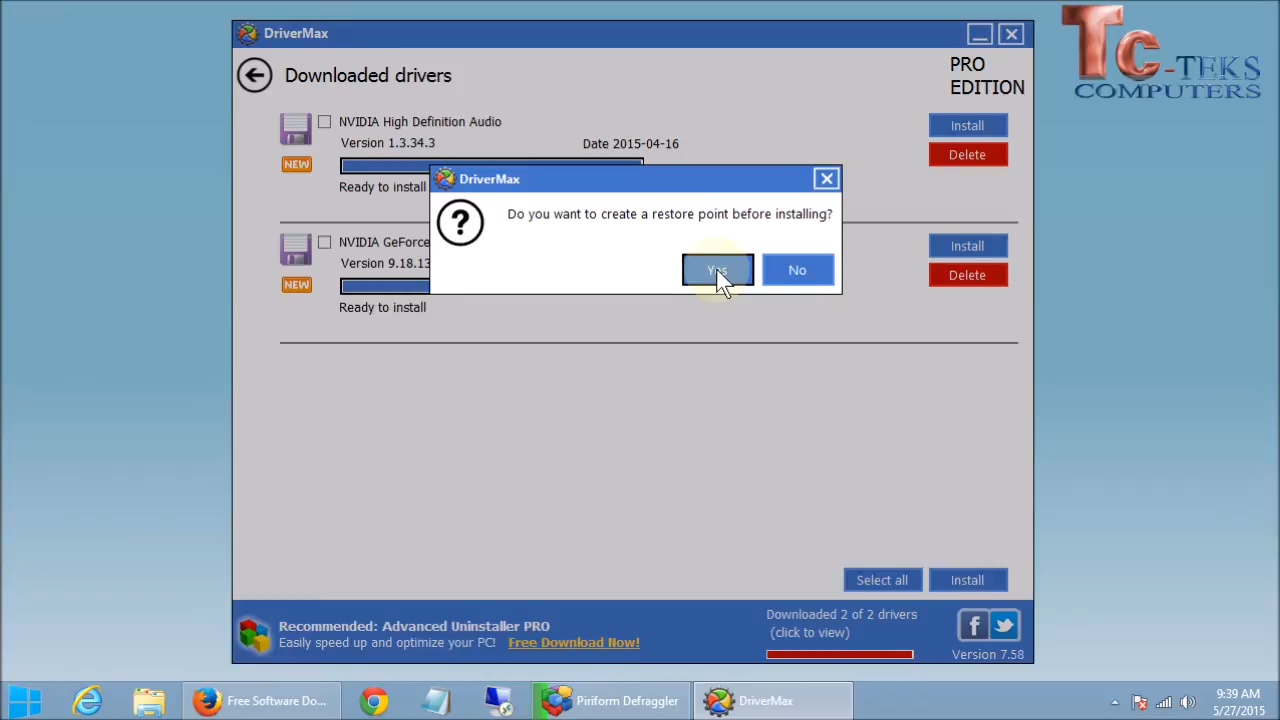 DriverMax
Downloaded drivers
PRO
EDITION
TC-TEKS
COMPUTERS
NVIDIA High Definition Audio
Version 1.3.34.3
Date 2015-04-16
Install
Delete
NEW
Ready to install
DriverMax
Do you want to create a restore point before installing?
Yes
No
NVIDIA GeForce
Version 9.18.13
Install
Delete
NEW
Ready to install
Select all
Install
Recommended: Advanced Uninstaller PRO
Easily speed up and optimize your PC! Free Download Now!
Downloaded 2 of 2 drivers
(click to view)
Version 7.58
Free Software Do...
Piriform Defraggler
DriverMax
9:39 AM
5/27/2015